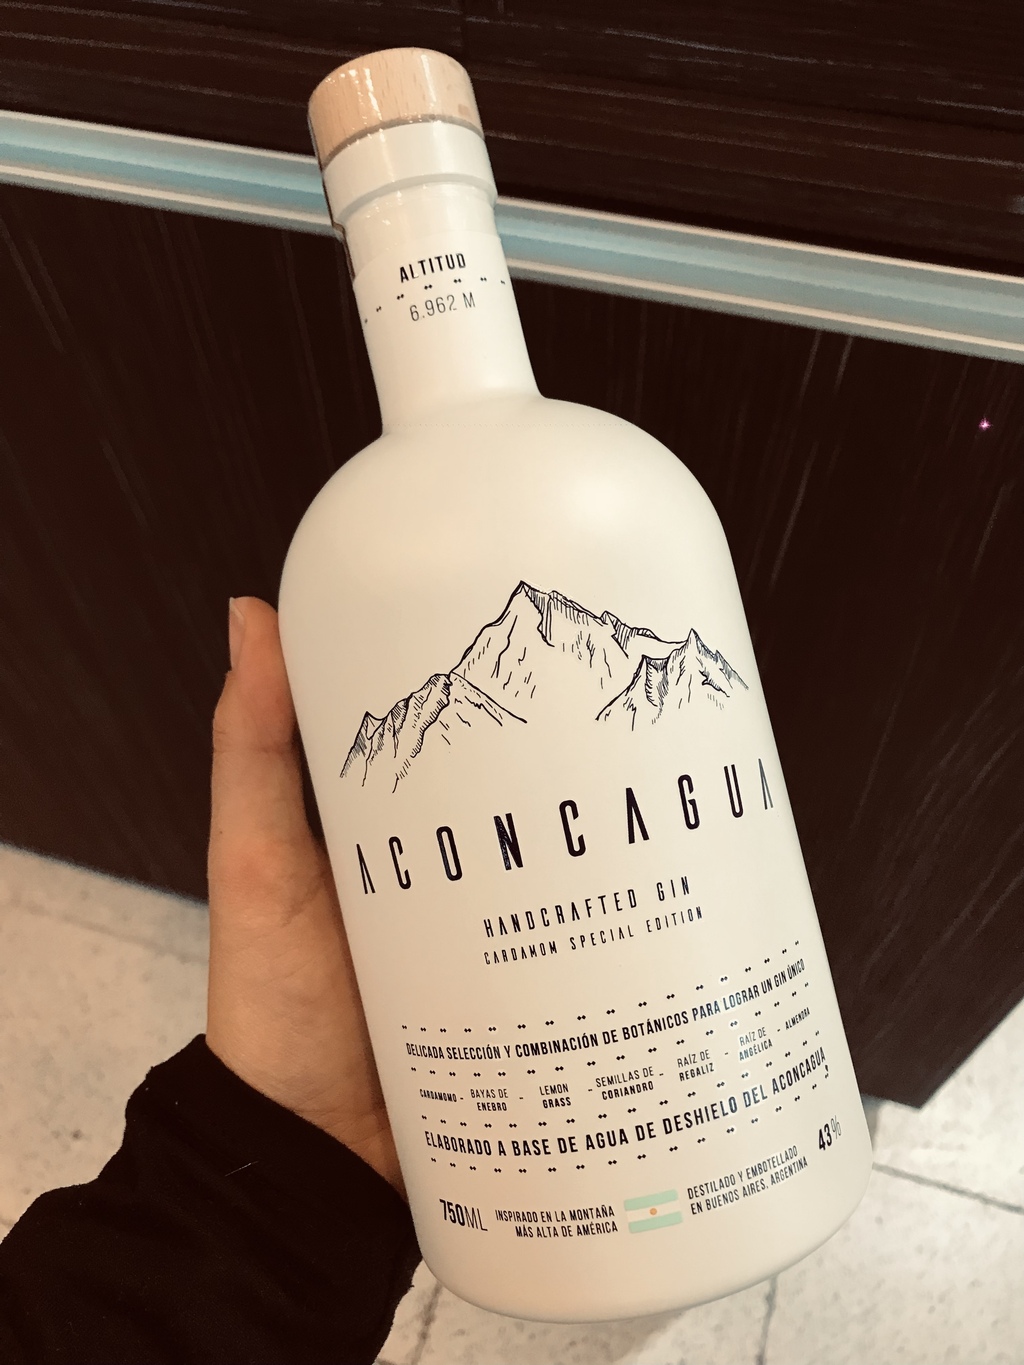 ALTITUD
6.962 M
ACONCAGUA
HANDCRAFTED GIN
CARDAMOM SPECIAL EDITION
DELICADA SELECCIÓN Y COMBINACIÓN DE BOTÁNICOS PARA LOGRAR UN GIN ÚNICO
CARDAMOMO - BAYAS DE ENEBRO - LEMON GRASS - SEMILLAS DE CORIANDRO - RAÍZ DE REGALIZ - RAÍZ DE ANGÉLICA - ALMENDRA
ELABORADO A BASE DE AGUA DE DESHIELO DEL ACONCAGUA
750ML
INSPIRADO EN LA MONTAÑA
MÁS ALTA DE AMÉRICA
DESTILADO Y EMBOTELLADO
EN BUENOS AIRES, ARGENTINA
43%